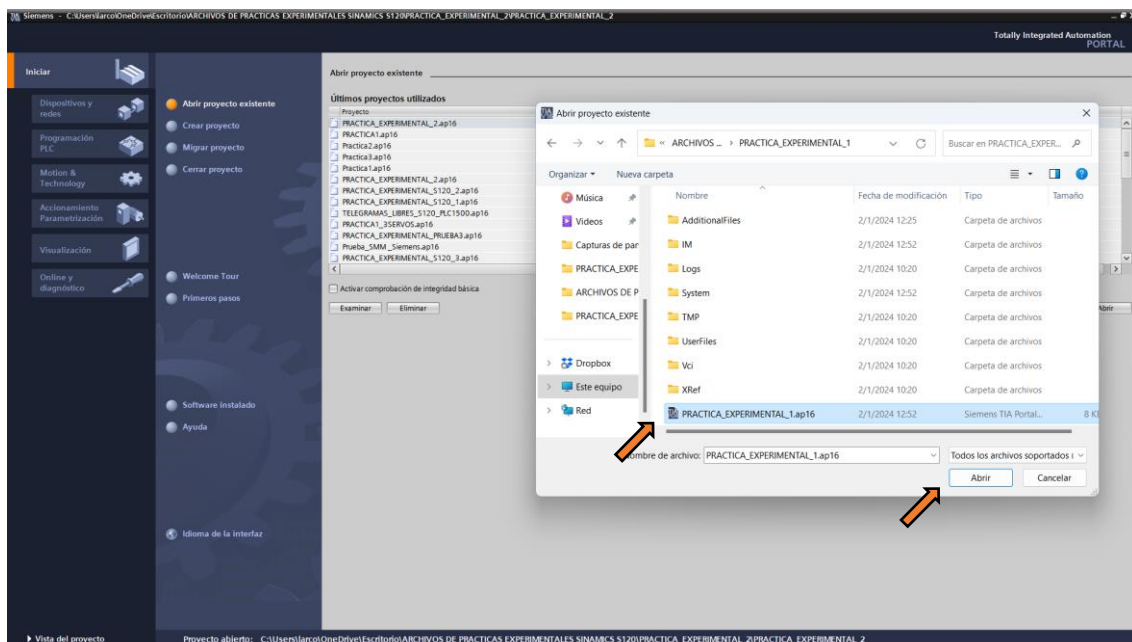 Siemens - C:\Users\larco\OneDrive\Escritorio\ARCHIVOS DE PRACTICAS EXPERIMENTALES SINAMICS S120\PRACTICA_EXPERIMENTAL_2\PRACTICA_EXPERIMENTAL_2
Totally Integrated Automation
PORTAL
Iniciar
Dispositivos y
redes
Programación
PLC
Motion &
Technology
Accionamiento
Parametrización
Visualización
Online y
diagnóstico
Abrir proyecto existente
Crear proyecto
Migrar proyecto
Cerrar proyecto
Welcome Tour
Primeros pasos
Software instalado
Ayuda
Idioma de la interfaz
Abrir proyecto existente
Últimos proyectos utilizados
Proyecto
PRACTICA_EXPERIMENTAL_2.ap16
PRACTICA1.ap16
Practica2.ap16
Practica3.ap16
Practica1.ap16
PRACTICA_EXPERIMENTAL_2.ap16
PRACTICA_EXPERIMENTAL_S120_2.ap16
PRACTICA_EXPERIMENTAL_S120_1.ap16
TELEGRAMAS_LIBRES_S120_PLC1500.ap16
PRACTICA1_3SERVOS.ap16
PRACTICA_EXPERIMENTAL_PRUEBA3.ap16
Prueba_SMM_Siemens.ap16
PRACTICA_EXPERIMENTAL_S120_3.ap16
Activar comprobación de integridad básica
Examinar Eliminar
Abrir
Abrir proyecto existente
« ARCHIVOS ... > PRACTICA_EXPERIMENTAL_1 Buscar en PRACTICA_EXPER...
Organizar Nueva carpeta
Música
Videos
Capturas de par
PRACTICA_EXPE
ARCHIVOS DE P
PRACTICA_EXPE
Dropbox
Este equipo
Red
Nombre Fecha de modificación Tipo Tamaño
AdditionalFiles 2/1/2024 12:25 Carpeta de archivos
IM 2/1/2024 12:52 Carpeta de archivos
Logs 2/1/2024 10:20 Carpeta de archivos
System 2/1/2024 12:52 Carpeta de archivos
TMP 2/1/2024 10:20 Carpeta de archivos
UserFiles 2/1/2024 10:20 Carpeta de archivos
Vci 2/1/2024 10:20 Carpeta de archivos
XRef 2/1/2024 10:20 Carpeta de archivos
PRACTICA_EXPERIMENTAL_1.ap16 2/1/2024 12:52 Siemens TIA Portal... 8 K
ombre de archivo: PRACTICA_EXPERIMENTAL_1.ap16 Todos los archivos soportados (
Abrir Cancelar
Vista del proyecto
Proyecto abierto: C:\Users\larco\OneDrive\Escritorio\ARCHIVOS DE PRACTICAS EXPERIMENTALES SINAMICS S120\PRACTICA_EXPERIMENTAL_2\PRACTICA_EXPERIMENTAL_2